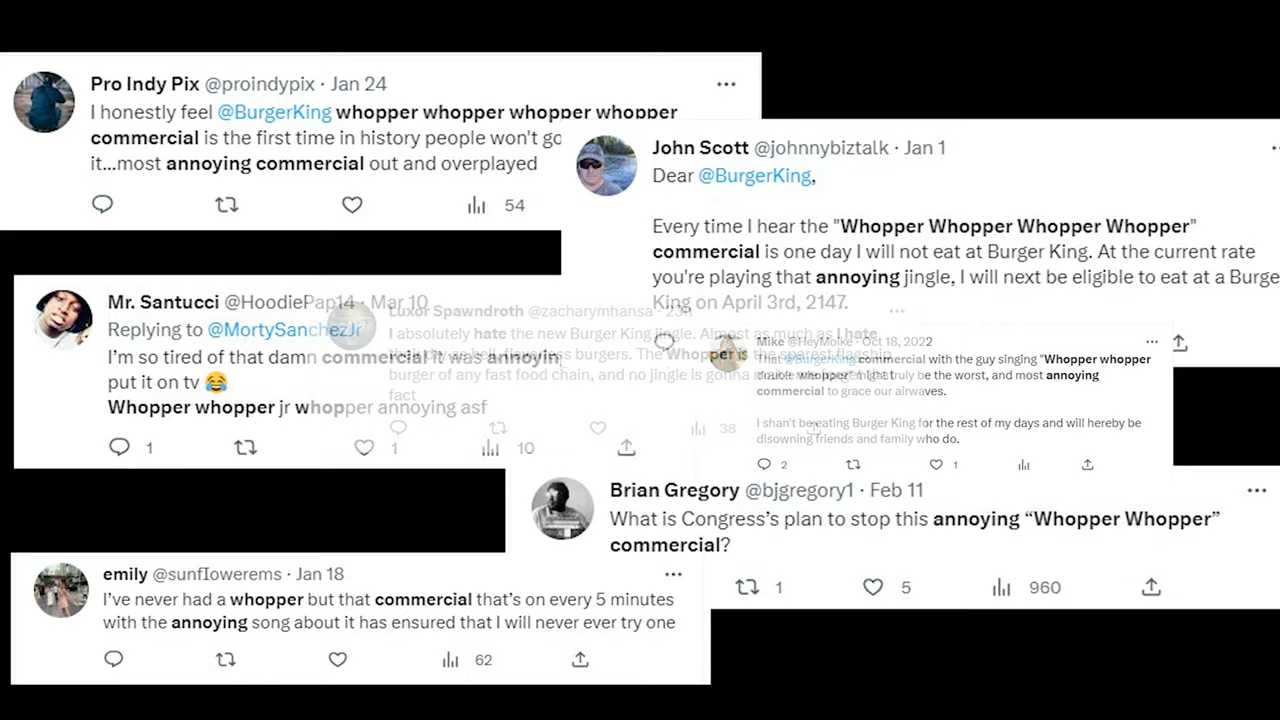 Pro Indy Pix @proindypix · Jan 24
I honestly feel @BurgerKing whopper whopper whopper whopper
commercial is the first time in history people won't go
it...most annoying commercial out and overplayed
54
John Scott @johnnybiztalk · Jan 1
Dear @BurgerKing,
Every time I hear the "Whopper Whopper Whopper Whopper"
commercial is one day I will not eat at Burger King. At the current rate
you're playing that annoying jingle, I will next be eligible to eat at a Burge
King on April 3rd, 2147.
Mr. Santucci @HoodiePap14 · Mar 10
Replying to @MortySanchezJr
I'm so tired of that damn commercial it was annoyin
put it on tv 😂
Whopper whopper jr whopper annoying asf
1
1
10
Luxor Spawndroth @zacharymhansa · 23h
I absolutely hate the new Burger King jingle. Almost as much as I hate
burgers. The Whopper is the
burger of any fast food chain, and no jingle is gonna
fact
38
Mike @HeyMolke · Oct 18, 2022
That @BurgerKing commercial with the guy singing "Whopper whopper
double whopper" might truly be the worst, and most annoying
commercial to grace our airwaves.
I shan't be eating Burger King for the rest of my days and will hereby be
disowning friends and family who do.
2
1
Brian Gregory @bjgregory1 · Feb 11
What is Congress's plan to stop this annoying “Whopper Whopper”
commercial?
1
5
960
emily @sunflowerems · Jan 18
I've never had a whopper but that commercial that's on every 5 minutes
with the annoying song about it has ensured that I will never ever try one
62